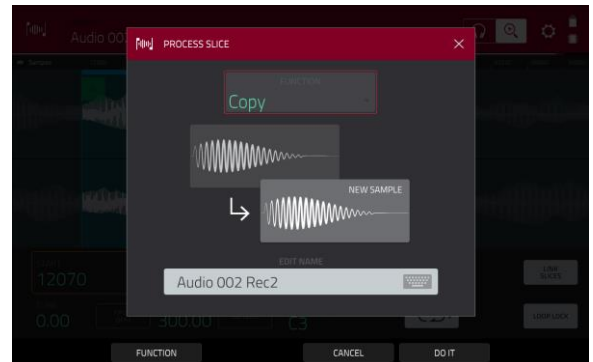 Audio 00
PROCESS SLICE
FUNCTION
Copy
NEW SAMPLE
EDIT NAME
Audio 002 Rec2
12070
LINK SLICES
0.00
300.00
C3
LOOP LOCK
FUNCTION
CANCEL
DO IT